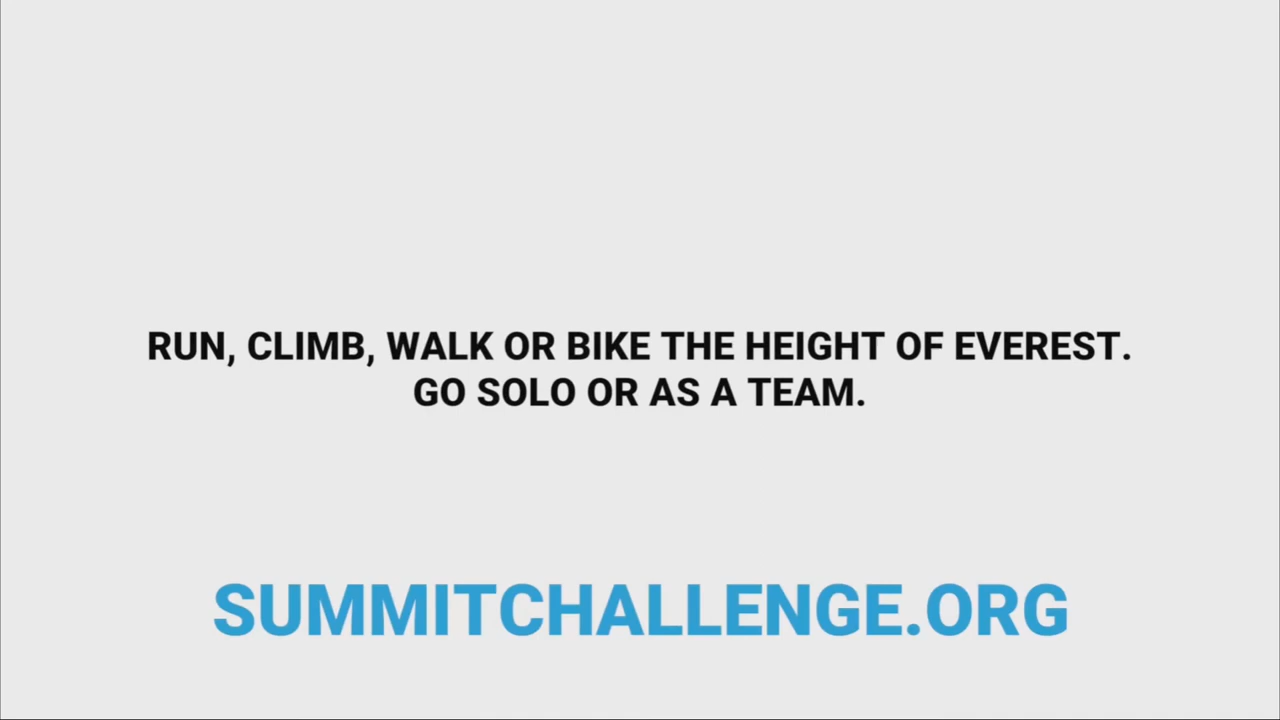 RUN, CLIMB, WALK OR BIKE THE HEIGHT OF EVEREST.
GO SOLO OR AS A TEAM.
SUMMITCHALLENGE.ORG